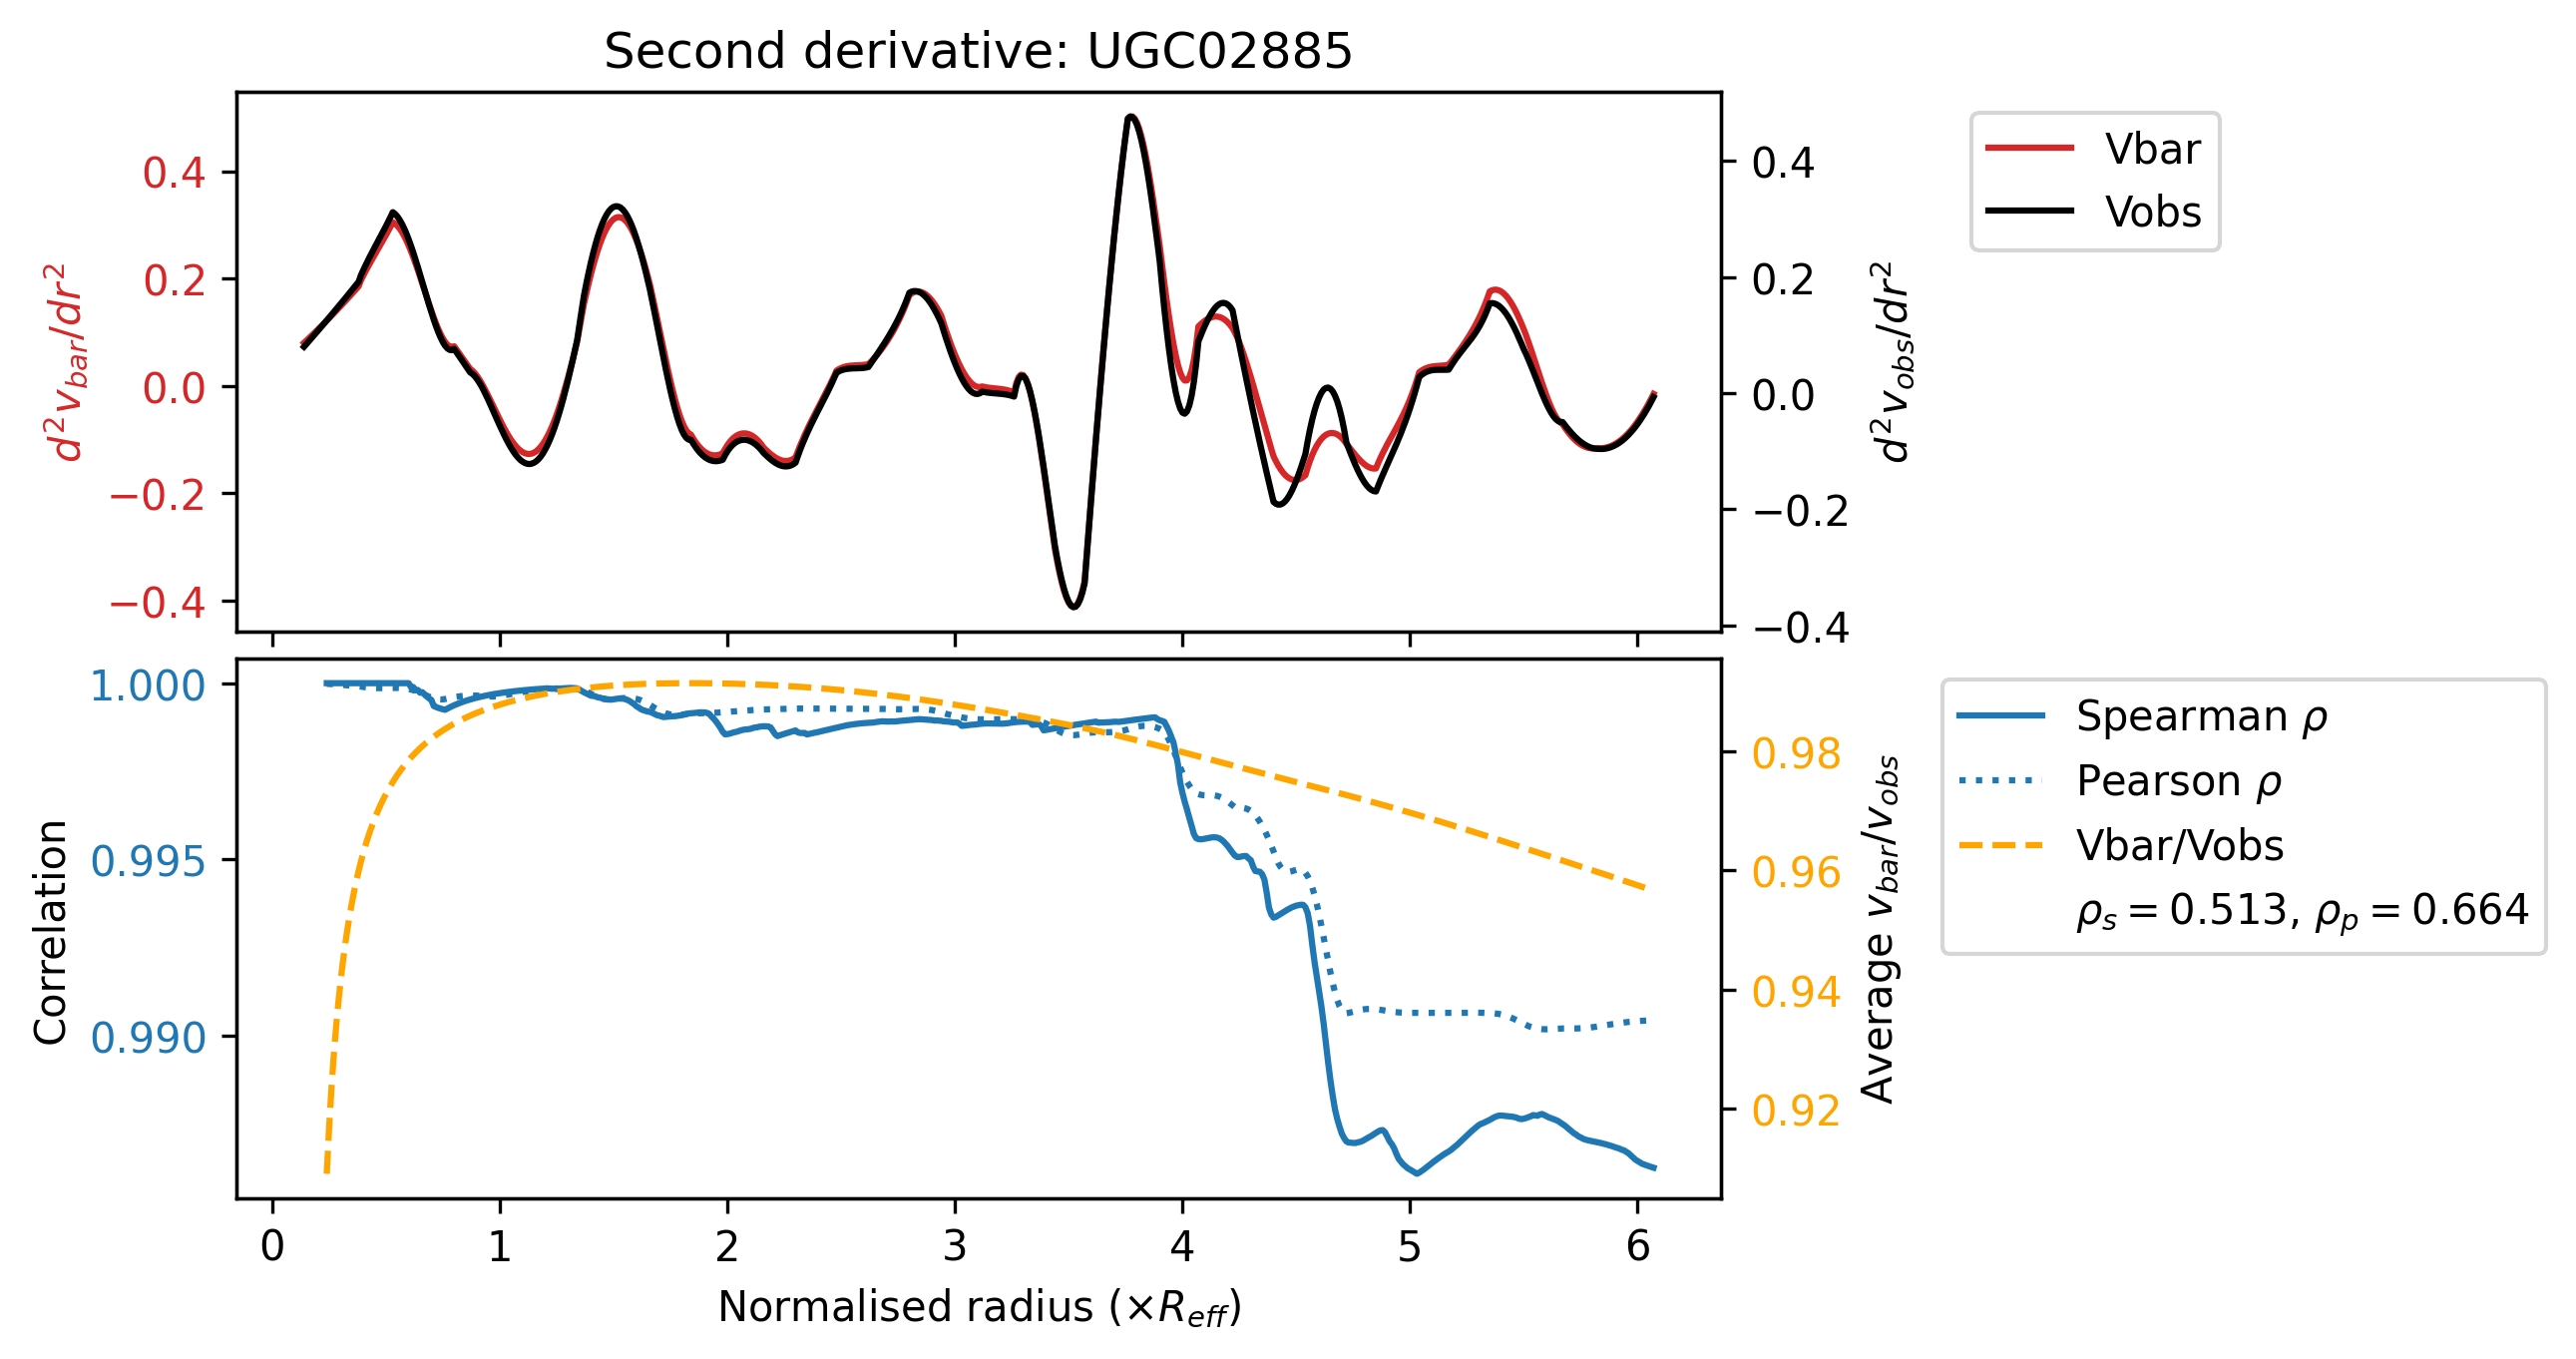 Second derivative: UGC02885
0.4
0.2
0.0
−0.2
−0.4
d²v_bar/dr²
0.4
0.2
0.0
−0.2
−0.4
d²v_obs/dr²
Vbar
Vobs
1.000
0.995
0.990
Correlation
0.98
0.96
0.94
0.92
Average v_bar/v_obs
Spearman ρ
Pearson ρ
Vbar/Vobs
ρ_s = 0.513, ρ_p = 0.664
0 1 2 3 4 5 6
Normalised radius (×R_eff)